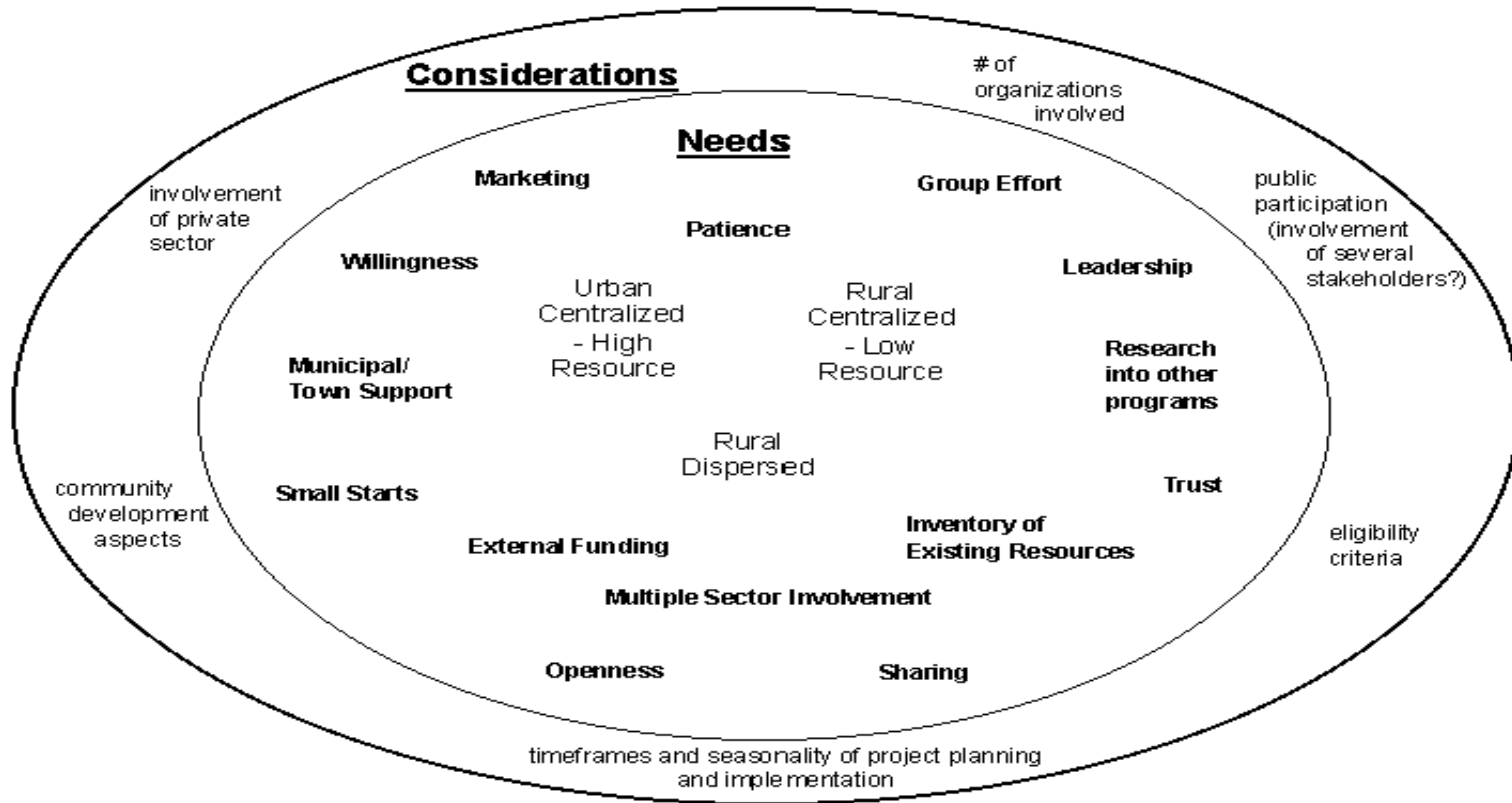 Considerations
# of
organizations
involved
Needs
Marketing
Group Effort
involvement
of private
sector
public
participation
(involvement
of several
stakeholders?)
Patience
Willingness
Leadership
Urban
Centralized
- High
Resource
Rural
Centralized
- Low
Resource
Municipal/
Town Support
Research
into other
programs
Rural
Dispersed
community
development
aspects
Small Starts
Trust
External Funding
Inventory of
Existing Resources
eligibility
criteria
Multiple Sector Involvement
Openness
Sharing
timeframes and seasonality of project planning
and implementation